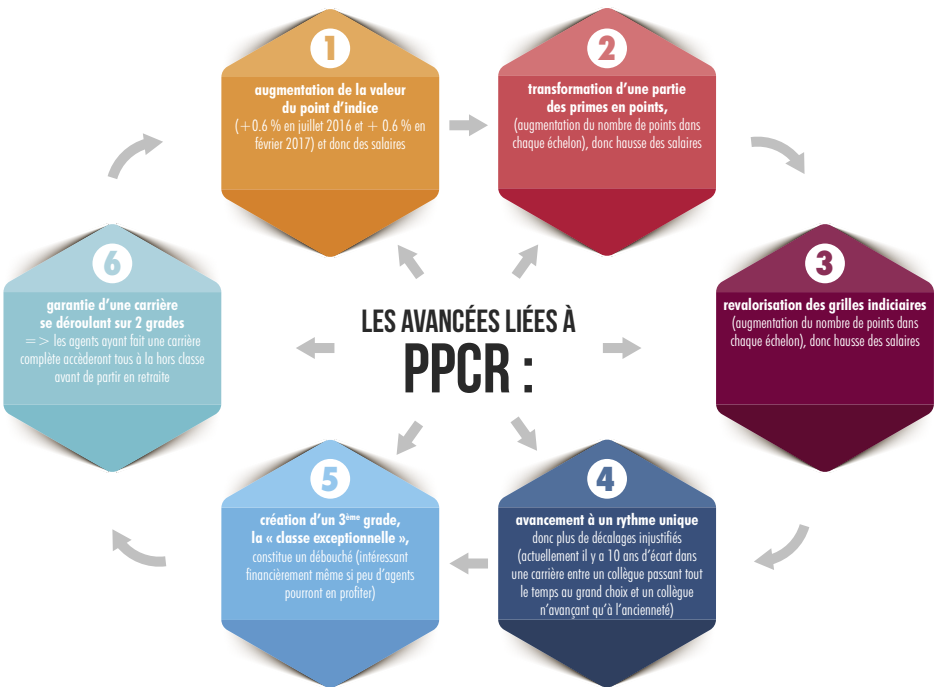 1
augmentation de la valeur
du point d'indice
(+0.6 % en juillet 2016 et + 0.6 % en
février 2017) et donc des salaires
2
transformation d'une partie
des primes en points,
(augmentation du nombre de points dans
chaque échelon), donc hausse des salaires
3
revalorisation des grilles indiciaires
(augmentation du nombre de points dans
chaque échelon), donc hausse des salaires
LES AVANCÉES LIÉES À
PPCR :
6
garantie d'une carrière
se déroulant sur 2 grades
=> les agents ayant fait une carrière
complète accèderont tous à la hors classe
avant de partir en retraite
5
création d'un 3ème grade,
la « classe exceptionnelle »,
constitue un débouché (intéressant
financièrement même si peu d'agents
pourront en profiter)
4
avancement à un rythme unique
donc plus de décalages injustifiés
(actuellement il y a 10 ans d'écart dans
une carrière entre un collègue passant tout
le temps au grand choix et un collègue
n'avançant qu'à l'ancienneté)